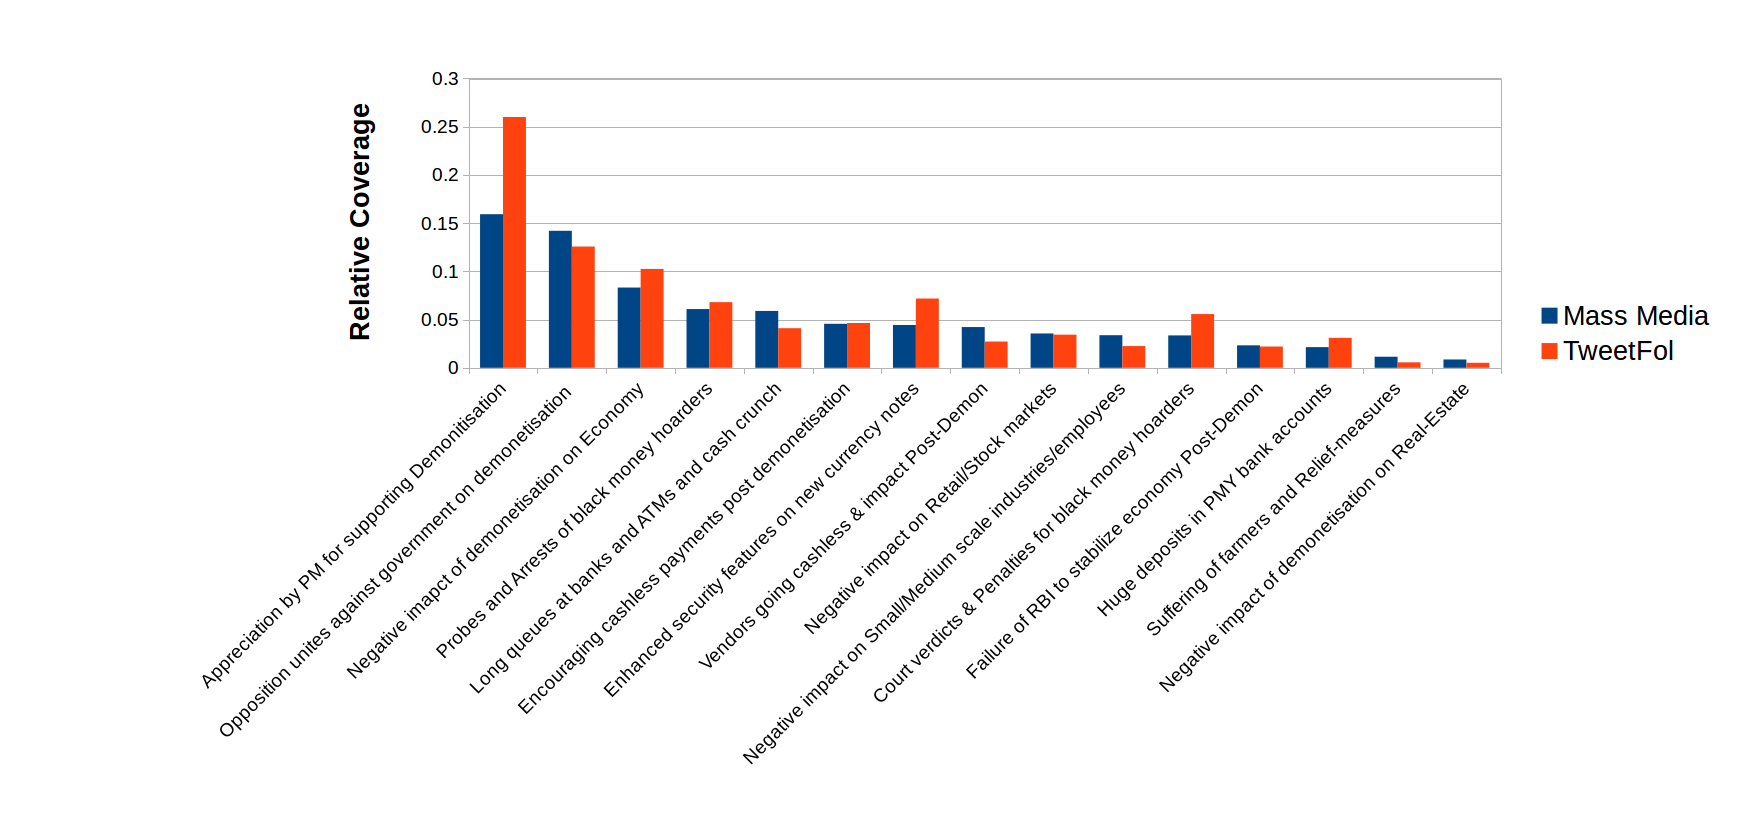 0.3
0.25
0.2
0.15
0.1
0.05
0
Relative Coverage
Mass Media
TweetFol
Appreciation by PM for supporting Demonitisation
Opposition unites against government on demonetisation
Negative imapct of demonetisation on Economy
Probes and Arrests of black money hoarders
Long queues at banks and ATMs and cash crunch
Encouraging cashless payments post demonetisation
Enhanced security features on new currency notes
Vendors going cashless & impact Post-Demon
Negative impact on Retail/Stock markets
Negative impact on Small/Medium scale industries/employees
Court verdicts & Penalties for black money hoarders
Failure of RBI to stabilize economy Post-Demon
Huge deposits in PMY bank accounts
Suffering of farmers and Relief-measures
Negative impact of demonetisation on Real-Estate